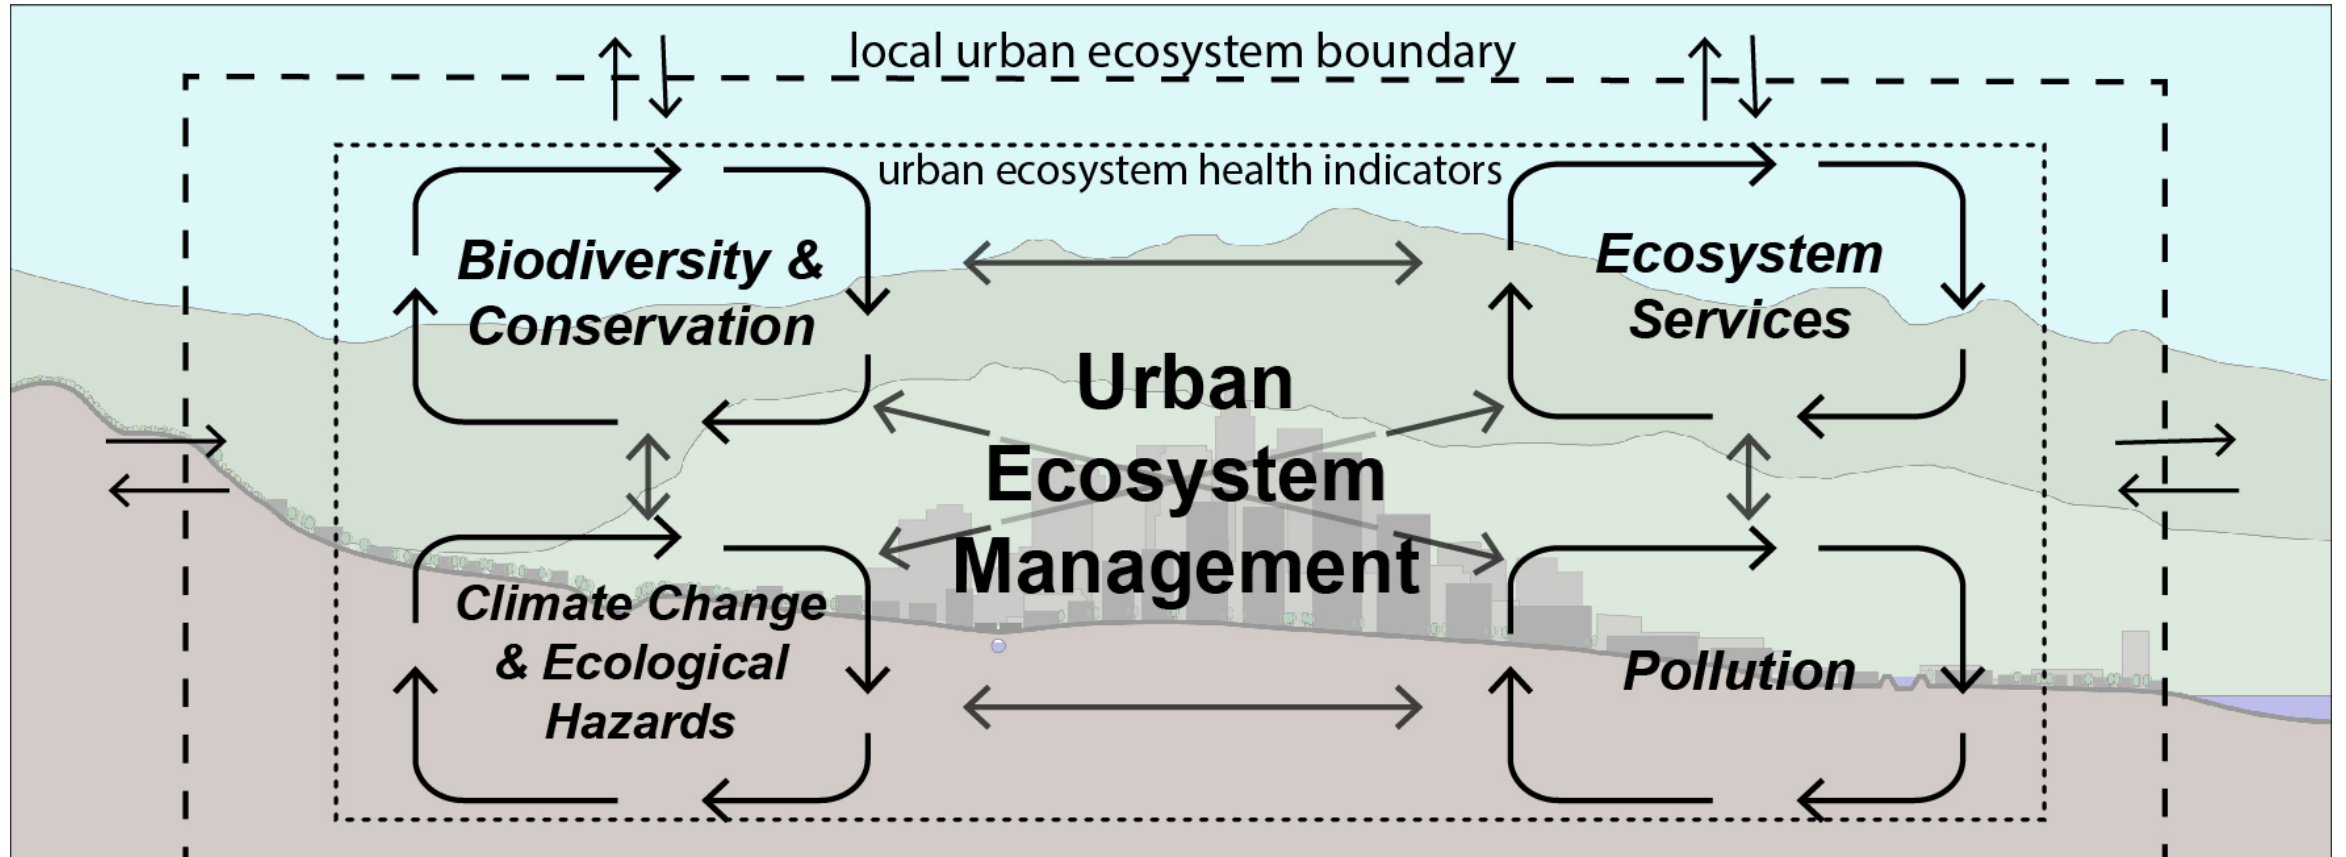 local urban ecosystem boundary
urban ecosystem health indicators
Biodiversity &
Conservation
Ecosystem
Services
Urban
Ecosystem
Management
Climate Change
& Ecological
Hazards
Pollution